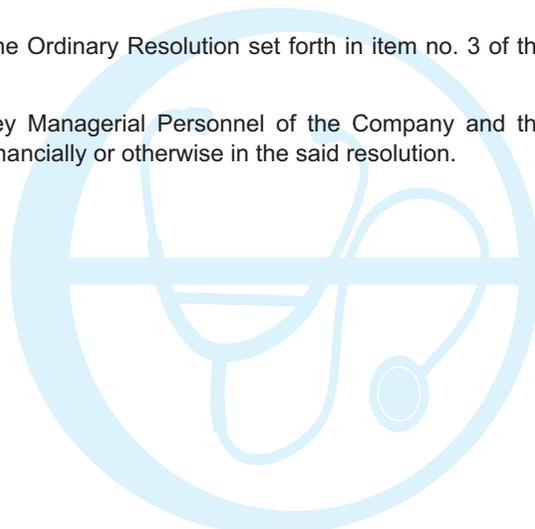 he Ordinary Resolution set forth in item no. 3 of th
ey Managerial Personnel of the Company and th
nancially or otherwise in the said resolution.